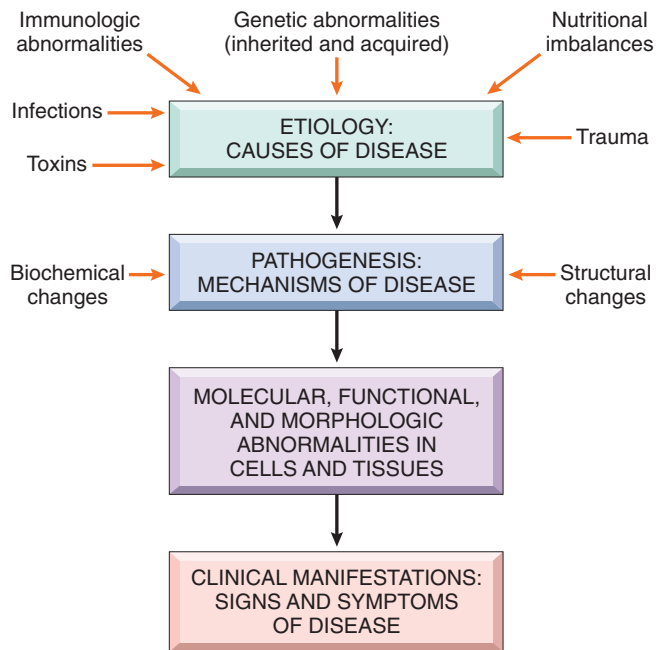 Immunologic
abnormalities
Genetic abnormalities
(inherited and acquired)
Nutritional
imbalances
Infections
Toxins
ETIOLOGY:
CAUSES OF DISEASE
Trauma
Biochemical
changes
PATHOGENESIS:
MECHANISMS OF DISEASE
Structural
changes
MOLECULAR, FUNCTIONAL,
AND MORPHOLOGIC
ABNORMALITIES IN
CELLS AND TISSUES
CLINICAL MANIFESTATIONS:
SIGNS AND SYMPTOMS
OF DISEASE